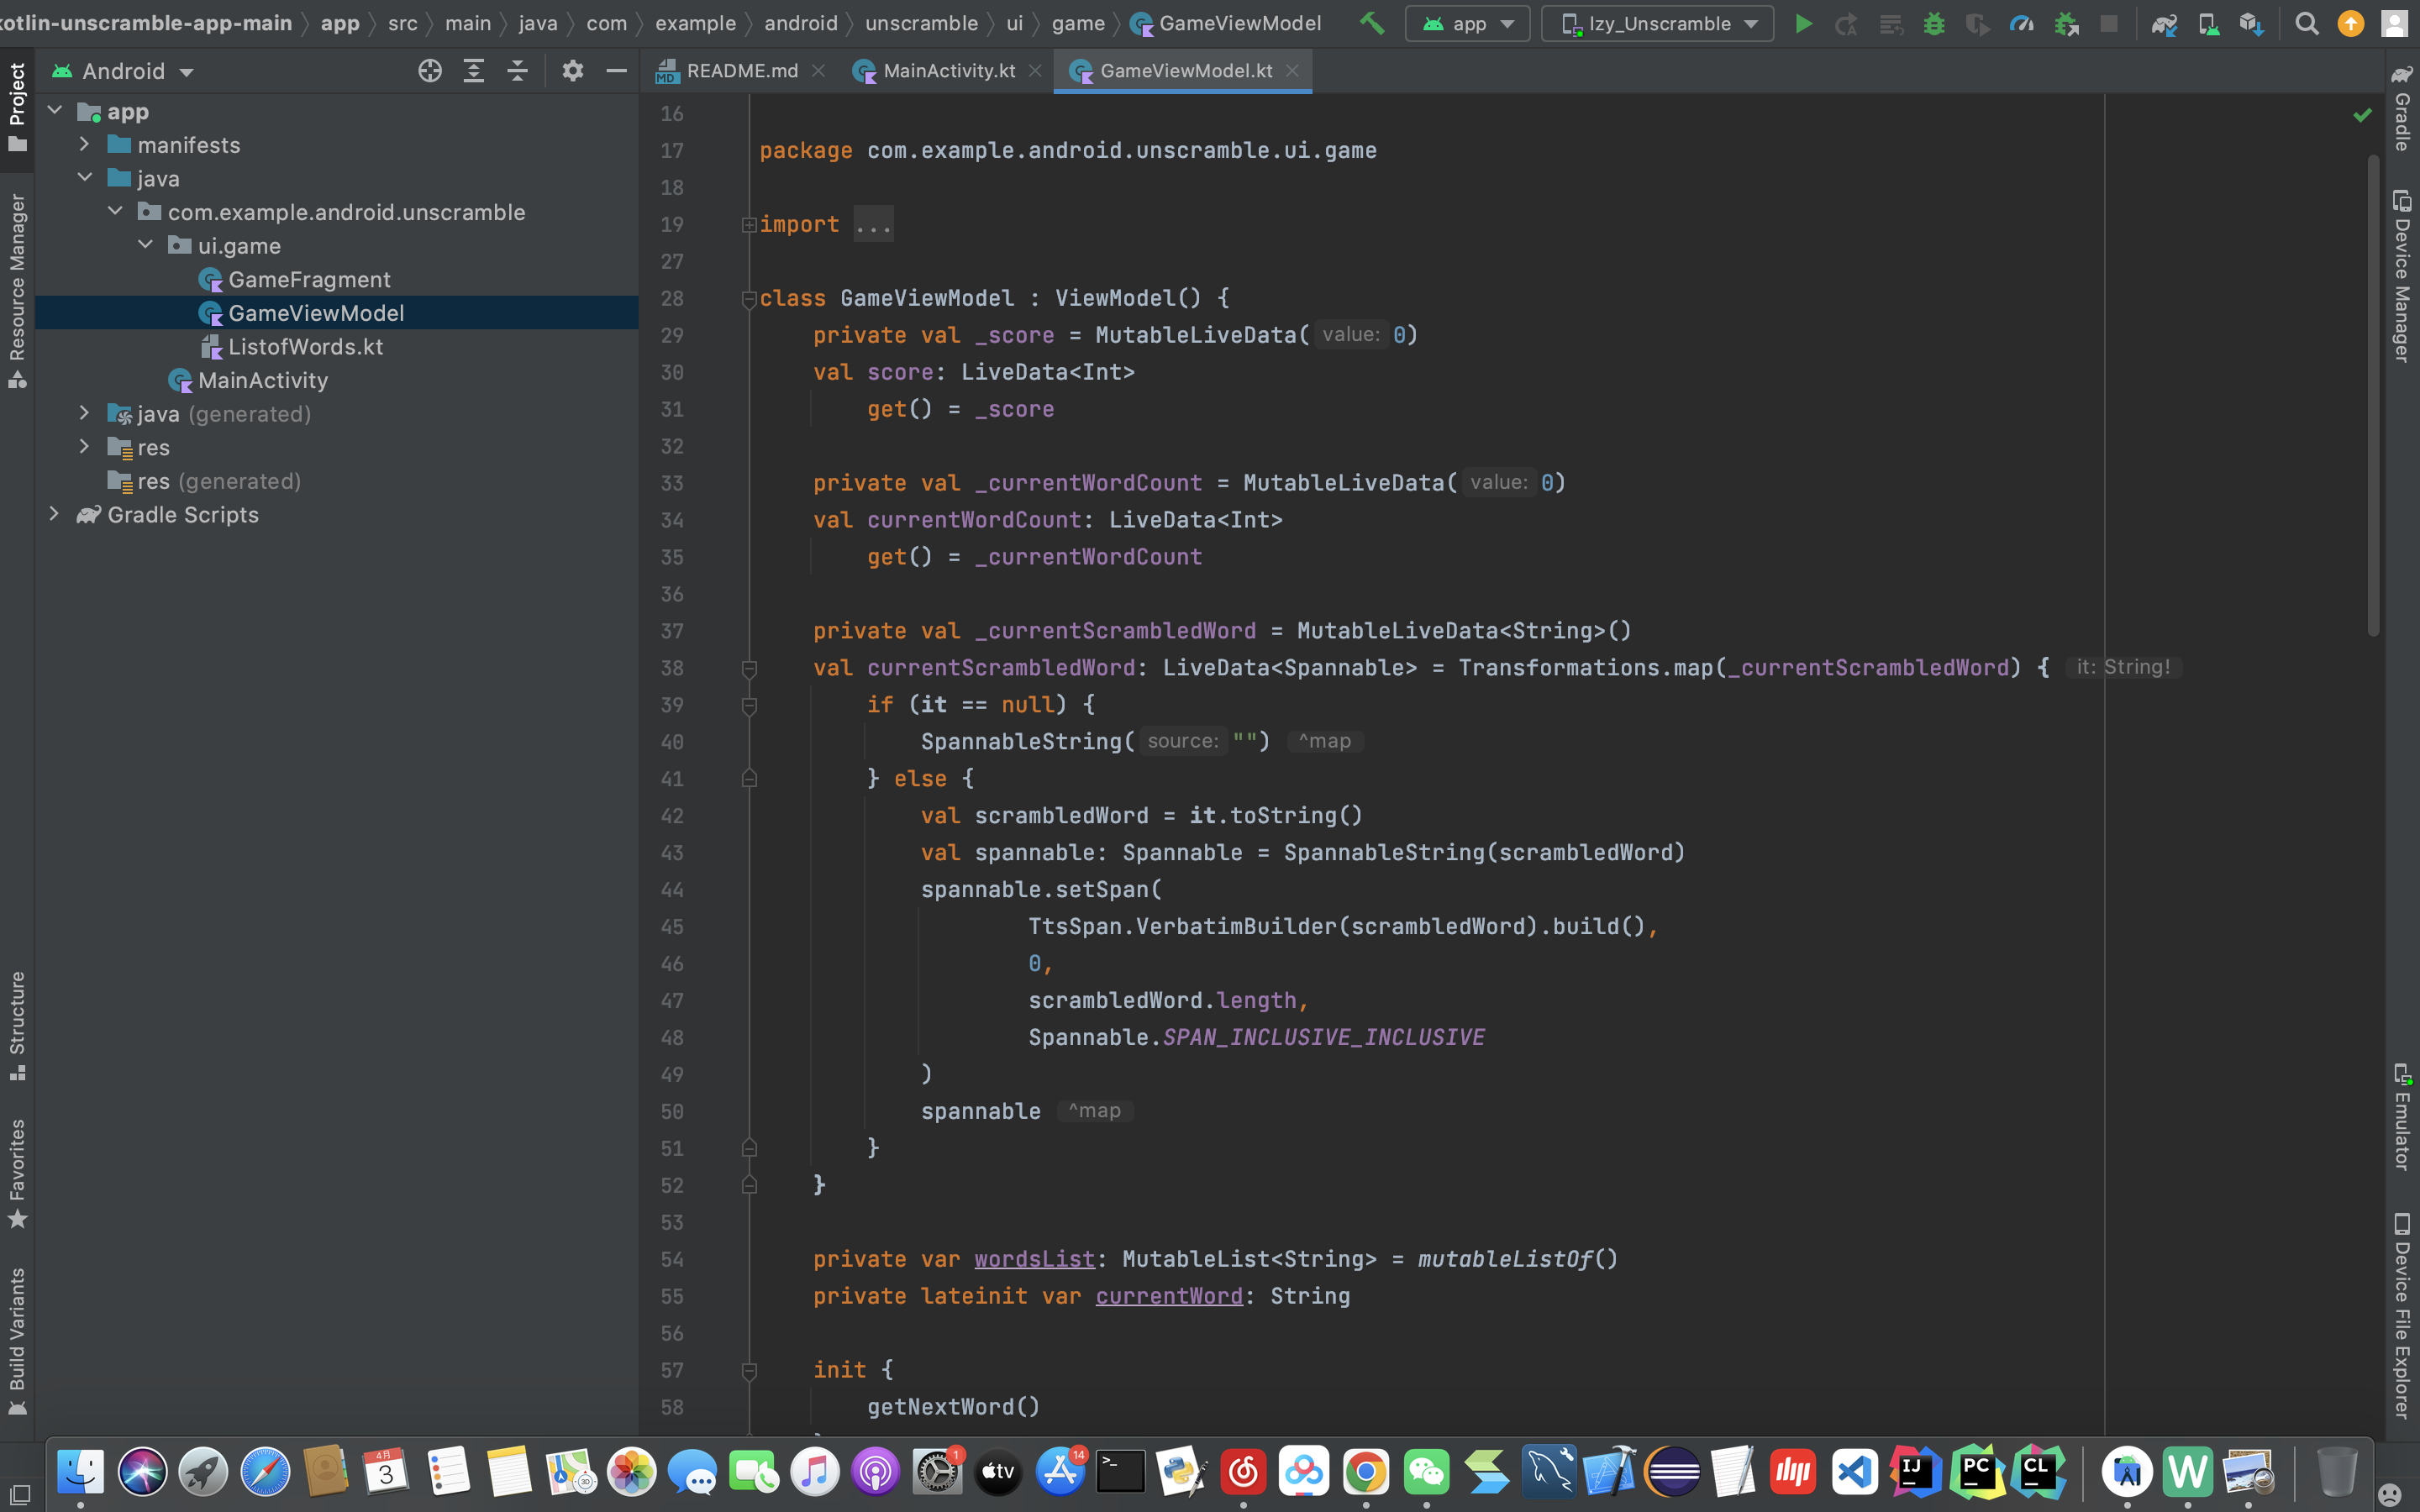 kotlin-unscramble-app-main app src main java com example android unscramble ui game GameViewModel app lzy_Unscramble
Project
Resource Manager
Structure
Favorites
Build Variants
Android
app
manifests
java
com.example.android.unscramble
ui.game
GameFragment
GameViewModel
ListofWords.kt
MainActivity
java (generated)
res
res (generated)
Gradle Scripts
README.md MainActivity.kt GameViewModel.kt
16
17 package com.example.android.unscramble.ui.game
18
19 import ...
27
28 class GameViewModel : ViewModel() {
29 private val _score = MutableLiveData( value: 0)
30 val score: LiveData<Int>
31 get() = _score
32
33 private val _currentWordCount = MutableLiveData( value: 0)
34 val currentWordCount: LiveData<Int>
35 get() = _currentWordCount
36
37 private val _currentScrambledWord = MutableLiveData<String>()
38 val currentScrambledWord: LiveData<Spannable> = Transformations.map(_currentScrambledWord) { it: String!
39 if (it == null) {
40 SpannableString( source: "") ^map
41 } else {
42 val scrambledWord = it.toString()
43 val spannable: Spannable = SpannableString(scrambledWord)
44 spannable.setSpan(
45 TtsSpan.VerbatimBuilder(scrambledWord).build(),
46 0,
47 scrambledWord.length,
48 Spannable.SPAN_INCLUSIVE_INCLUSIVE
49 )
50 spannable ^map
51 }
52 }
53
54 private var wordsList: MutableList<String> = mutableListOf()
55 private lateinit var currentWord: String
56
57 init {
58 getNextWord()
Gradle
Device Manager
Emulator
Device File Explorer
4月
3
1
tv
14
IJ
PC
CL
W